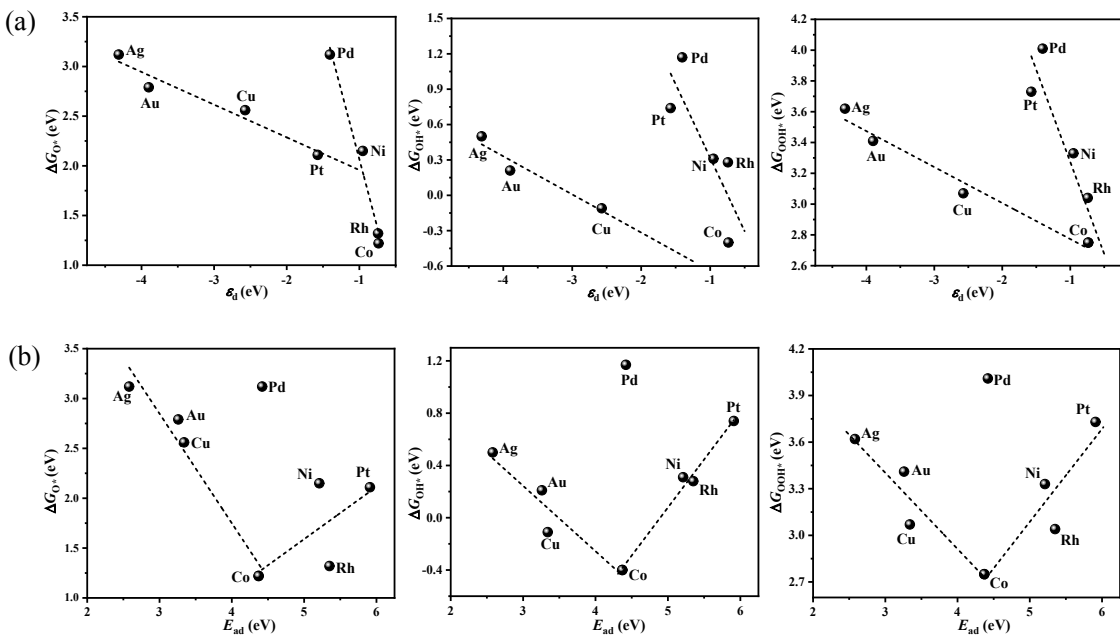 (a)
ΔG_O* (eV)
3.5
3.0
2.5
2.0
1.5
1.0
Ag
Au
Cu
Pt
Pd
Ni
Rh
Co
-4
-3
-2
-1
ε_d (eV)
ΔG_OH* (eV)
1.5
1.2
0.9
0.6
0.3
0.0
-0.3
-0.6
Ag
Au
Cu
Pt
Pd
Ni
Rh
Co
-4
-3
-2
-1
ε_d (eV)
ΔG_OOH* (eV)
4.2
4.0
3.8
3.6
3.4
3.2
3.0
2.8
2.6
Ag
Au
Cu
Pt
Pd
Ni
Rh
Co
-4
-3
-2
-1
ε_d (eV)
(b)
ΔG_O* (eV)
3.5
3.0
2.5
2.0
1.5
1.0
Ag
Au
Cu
Pd
Ni
Pt
Co
Rh
2
3
4
5
6
E_ad (eV)
ΔG_OH* (eV)
1.2
0.8
0.4
0.0
-0.4
Ag
Au
Cu
Pd
Pt
Ni
Rh
Co
2
3
4
5
6
E_ad (eV)
ΔG_OOH* (eV)
4.2
3.9
3.6
3.3
3.0
2.7
Ag
Au
Cu
Pd
Pt
Ni
Rh
Co
2
3
4
5
6
E_ad (eV)